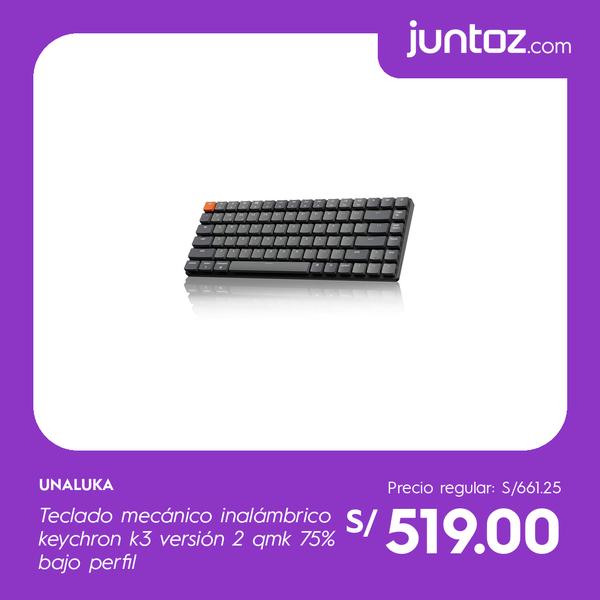 juntoz.com
UNALUKA
Teclado mecánico inalámbrico
keychron k3 versión 2 qmk 75%
bajo perfil
Precio regular: S/661.25
S/ 519.00